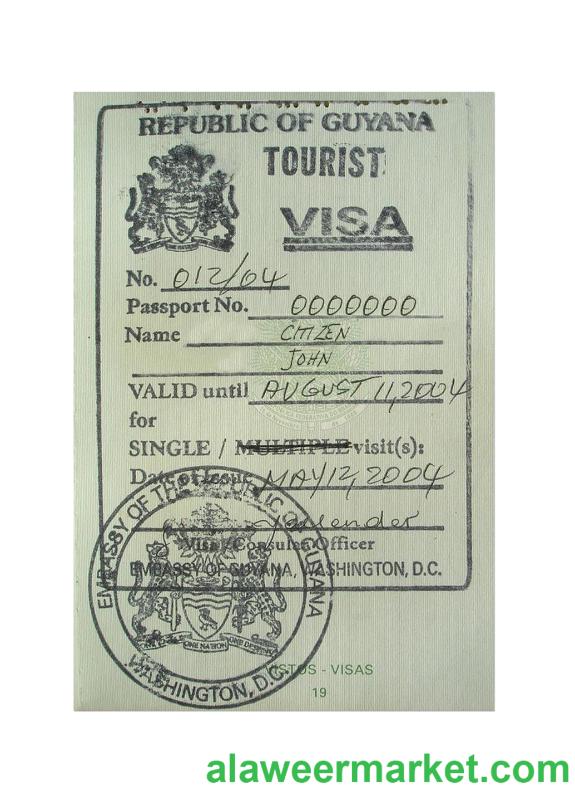 REPUBLIC OF GUYANA
TOURIST
VISA
No. 012/04
Passport No. 0000000
Name CITIZEN
JOHN
VALID until AUGUST 11, 2004
for
SINGLE / MULTIPLE visit(s):
Date of Issue MAY 12, 2004
Visa/Consular Officer
EMBASSY OF GUYANA, WASHINGTON, D.C.
EMBASSY OF THE REPUBLIC OF GUYANA
ONE NATION ONE DESTINY
WASHINGTON, D.C.
VISTOS - VISAS
19
alaweermarket.com